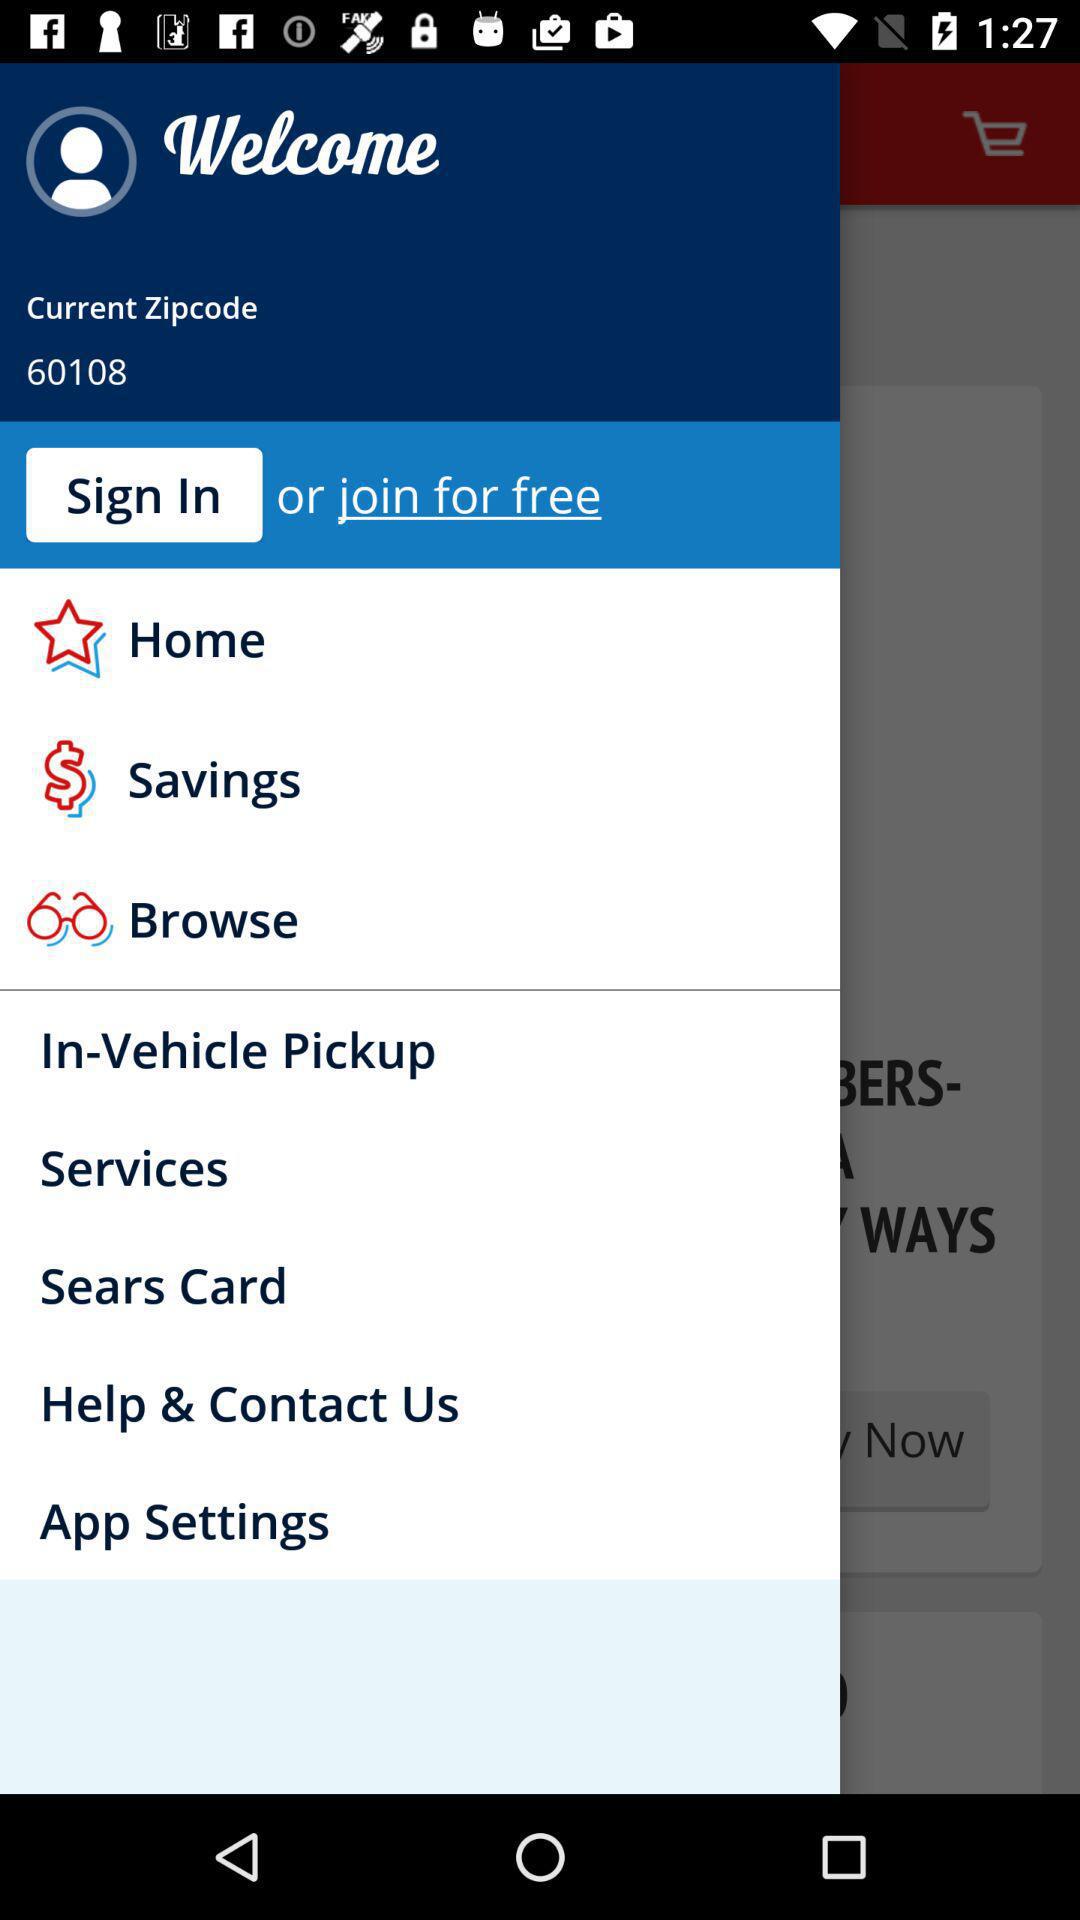 1:27
Welcome
Current Zipcode
60108
Sign In or join for free
Home
Savings
Browse
In-Vehicle Pickup
BERS-
A
Services
WAYS
Sears Card
Help & Contact Us
y Now
App Settings